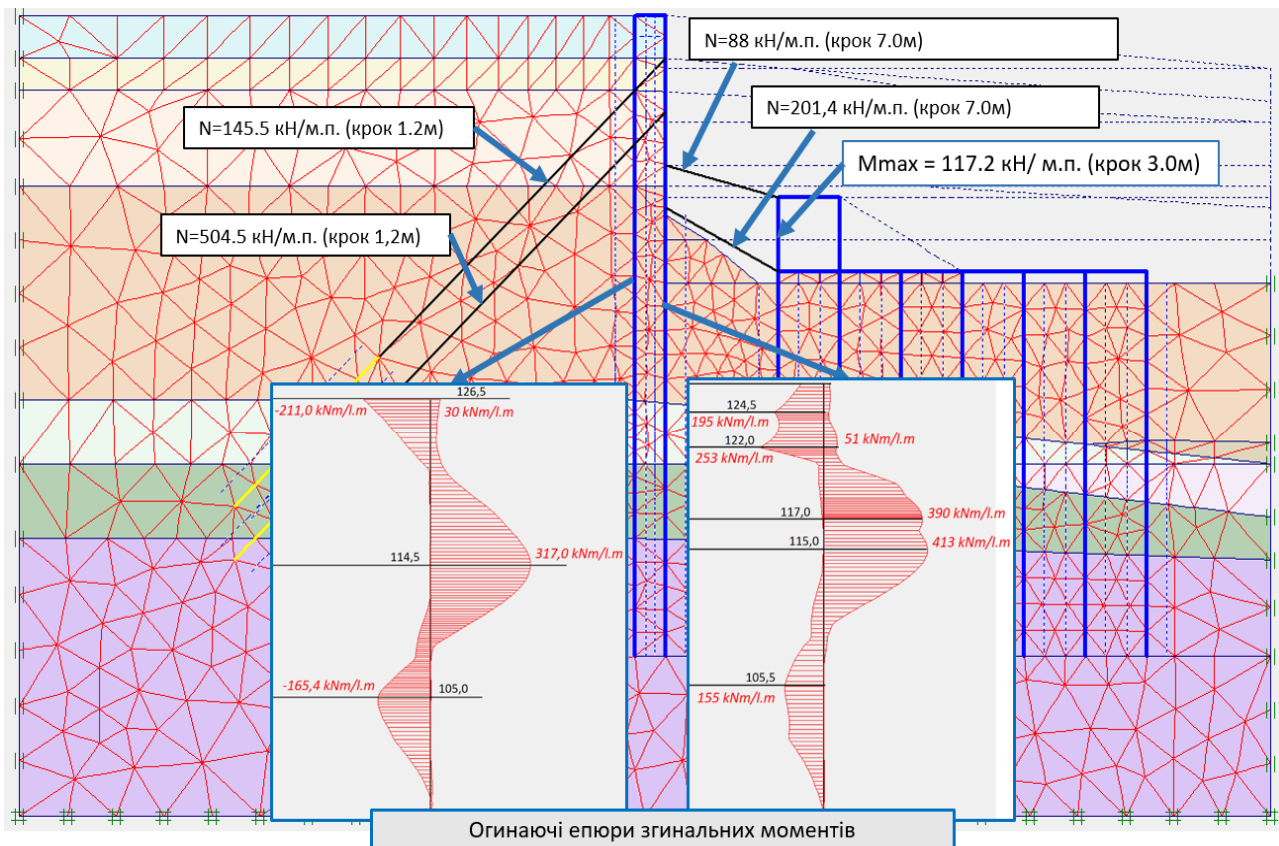 N=88 кН/м.п. (крок 7.0м)
N=201,4 кН/м.п. (крок 7.0м)
N=145.5 кН/м.п. (крок 1.2м)
Mmax = 117.2 кН/ м.п. (крок 3.0м)
N=504.5 кН/м.п. (крок 1,2м)
126,5
-211,0 kNm/l.m
30 kNm/l.m
114,5
317,0 kNm/l.m
-165,4 kNm/l.m
105,0
124,5
195 kNm/l.m
51 kNm/l.m
122,0
253 kNm/l.m
117,0
390 kNm/l.m
115,0
413 kNm/l.m
105,5
155 kNm/l.m
Огинаючі епюри згинальних моментів